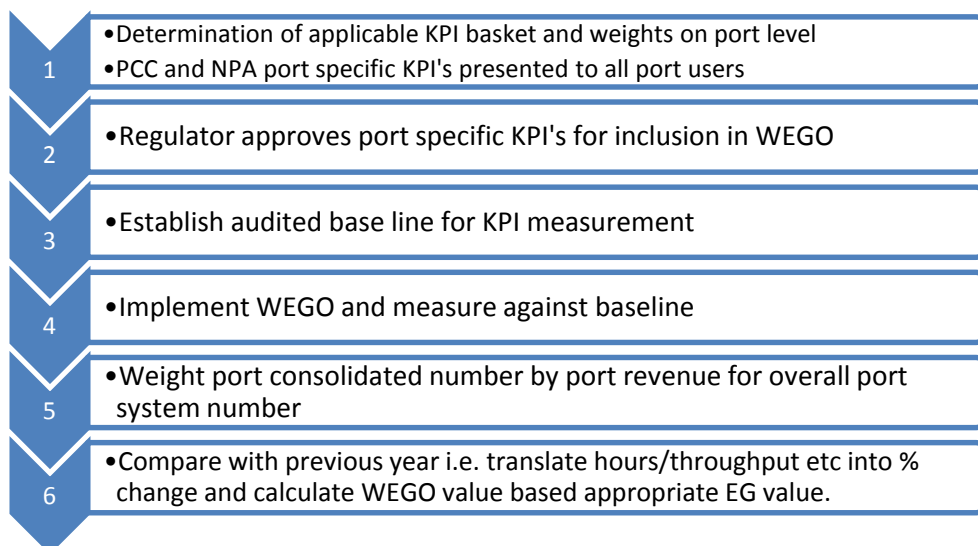 1
•Determination of applicable KPI basket and weights on port level
•PCC and NPA port specific KPI's presented to all port users
2
•Regulator approves port specific KPI's for inclusion in WEGO
3
•Establish audited base line for KPI measurement
4
•Implement WEGO and measure against baseline
5
•Weight port consolidated number by port revenue for overall port
system number
6
•Compare with previous year i.e. translate hours/throughput etc into %
change and calculate WEGO value based appropriate EG value.